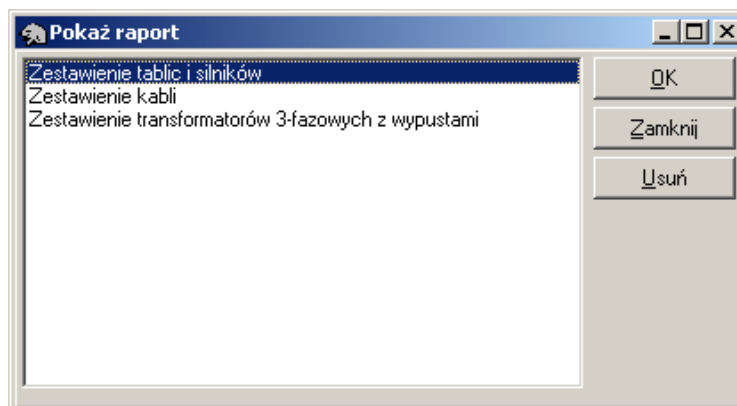 Pokaż raport
Zestawienie tablic i silników
Zestawienie kabli
Zestawienie transformatorów 3-fazowych z wypustami
OK
Zamknij
Usuń